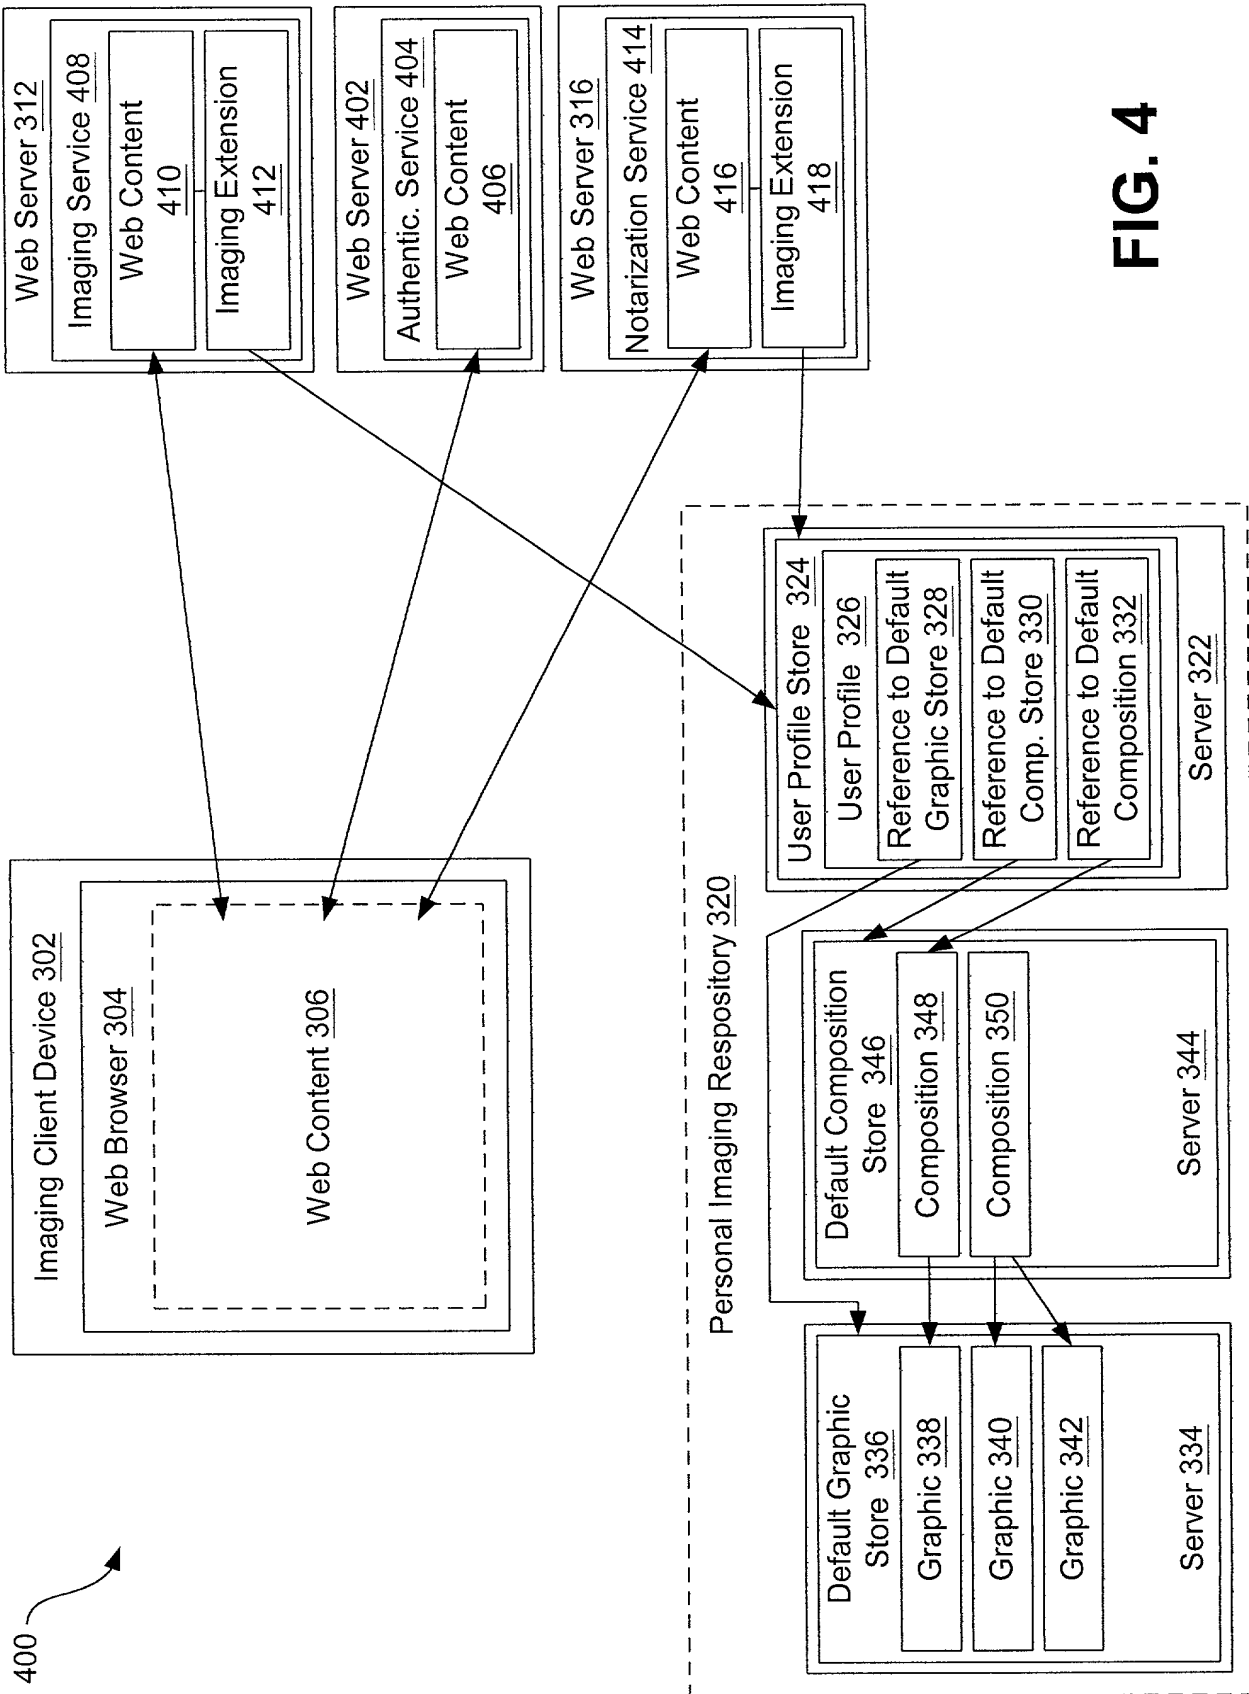 400
Imaging Client Device 302
Web Browser 304
Web Content 306
Web Server 312
Imaging Service 408
Web Content
410
Imaging Extension
412
Web Server 402
Authentic. Service 404
Web Content
406
Web Server 316
Notarization Service 414
Web Content
416
Imaging Extension
418
Personal Imaging Respository 320
Default Graphic
Store 336
Graphic 338
Graphic 340
Graphic 342
Server 334
Default Composition
Store 346
Composition 348
Composition 350
Server 344
User Profile Store 324
User Profile 326
Reference to Default
Graphic Store 328
Reference to Default
Comp. Store 330
Reference to Default
Composition 332
Server 322
FIG. 4